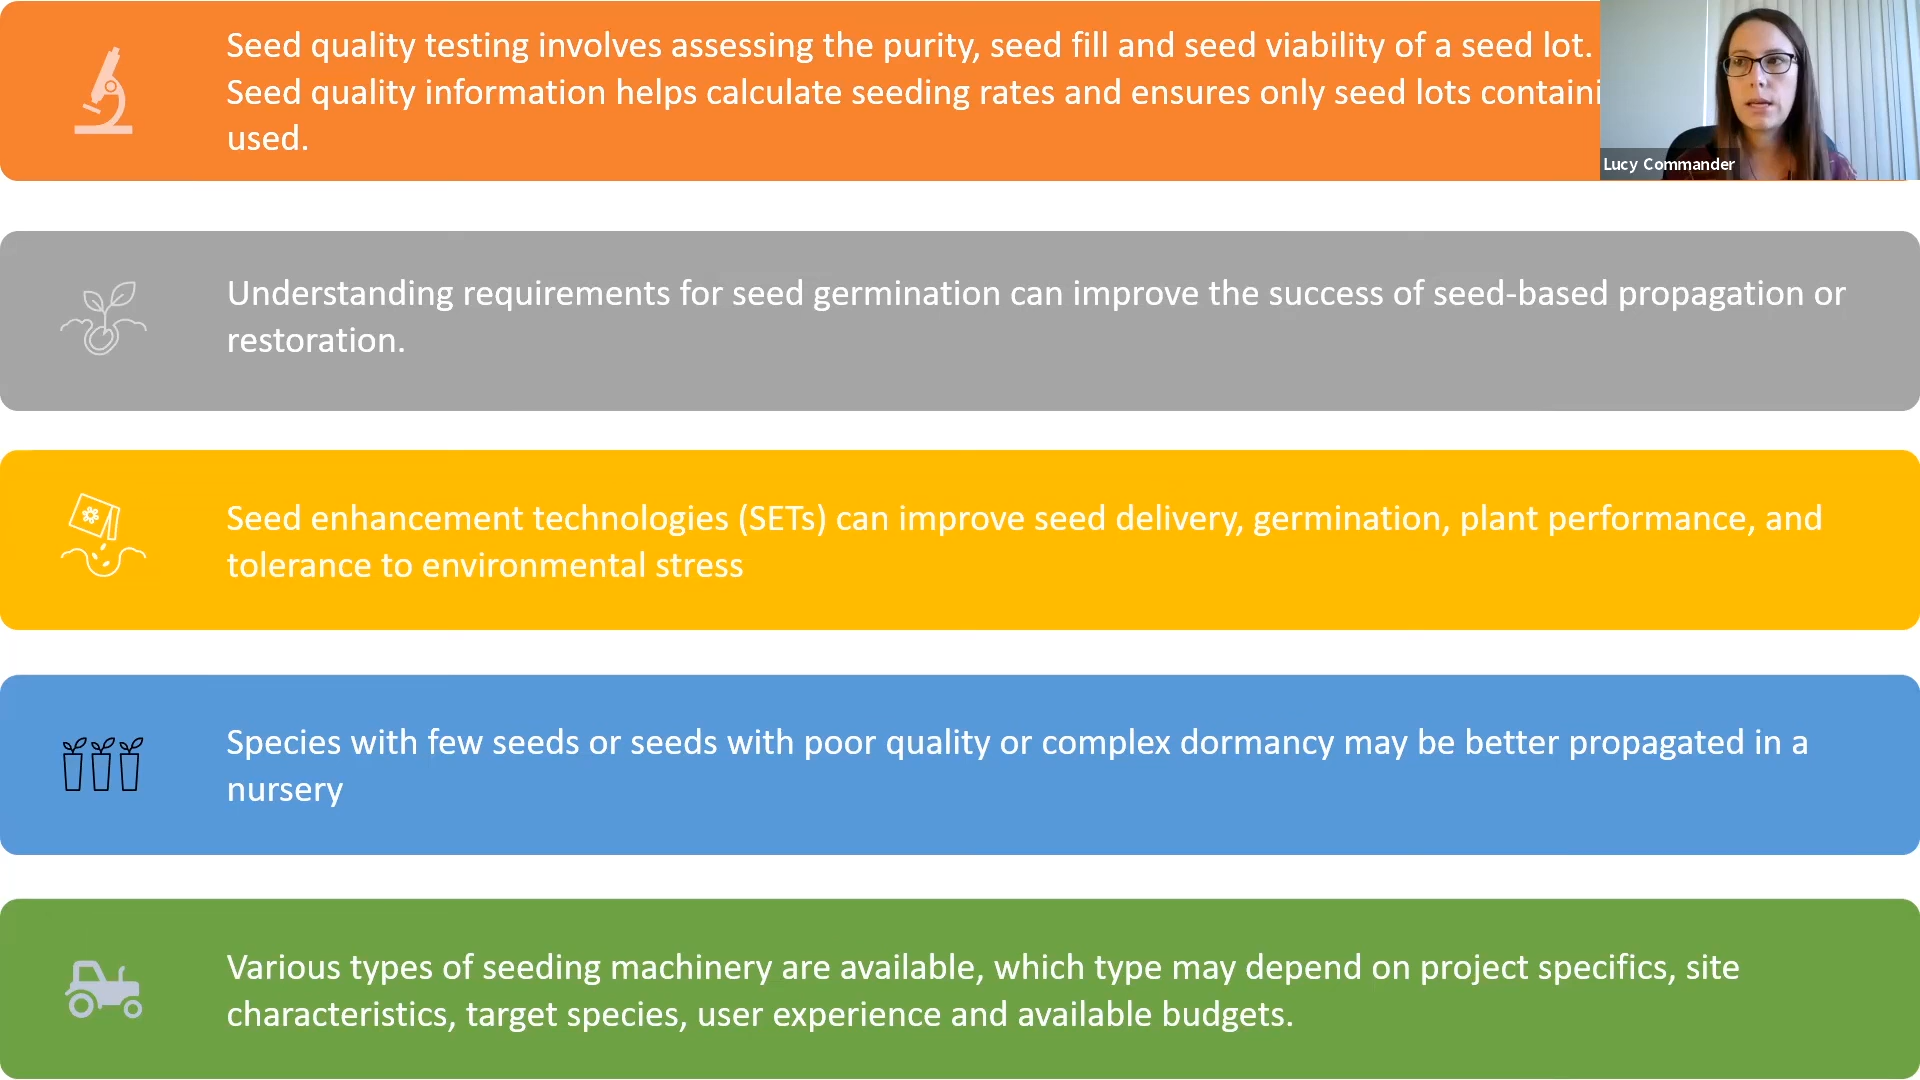 Seed quality testing involves assessing the purity, seed fill and seed viability of a seed lot.
Seed quality information helps calculate seeding rates and ensures only seed lots
used.
Lucy Commander
Understanding requirements for seed germination can improve the success of seed-based propagation or
restoration.
Seed enhancement technologies (SETs) can improve seed delivery, germination, plant performance, and
tolerance to environmental stress
Species with few seeds or seeds with poor quality or complex dormancy may be better propagated in a
nursery
Various types of seeding machinery are available, which type may depend on project specifics, site
characteristics, target species, user experience and available budgets.